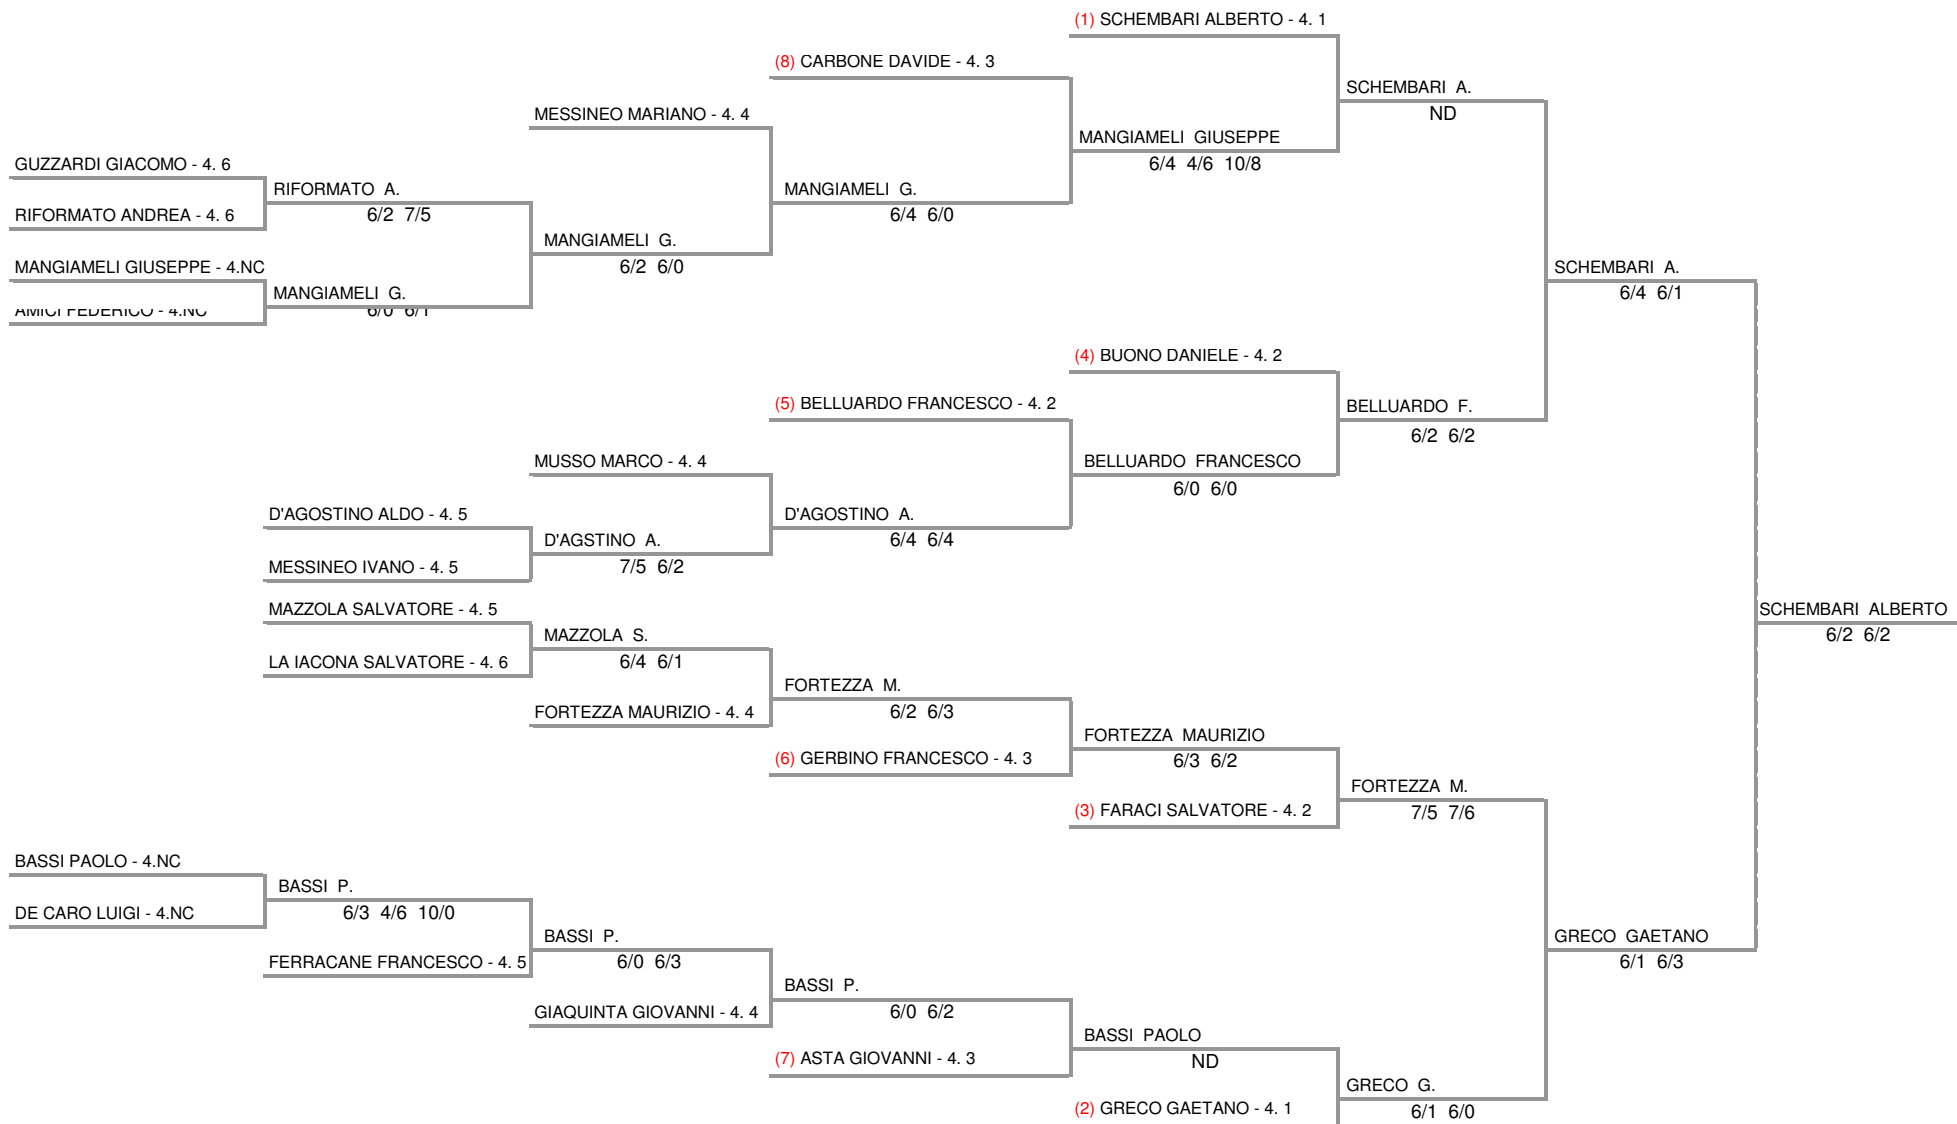 (1) SCHEMBARI ALBERTO - 4. 1
(8) CARBONE DAVIDE - 4. 3
SCHEMBARI A.
ND
MESSINEO MARIANO - 4. 4
MANGIAMELI GIUSEPPE
6/4 4/6 10/8
GUZZARDI GIACOMO - 4. 6
RIFORMATO A.
6/2 7/5
MANGIAMELI G.
6/4 6/0
RIFORMATO ANDREA - 4. 6
MANGIAMELI G.
6/2 6/0
MANGIAMELI GIUSEPPE - 4.NC
SCHEMBARI A.
6/4 6/1
MANGIAMELI G.
6/0 6/1
AMICI FEDERICO - 4.NC
(4) BUONO DANIELE - 4. 2
(5) BELLUARDO FRANCESCO - 4. 2
BELLUARDO F.
6/2 6/2
MUSSO MARCO - 4. 4
BELLUARDO FRANCESCO
6/0 6/0
D'AGOSTINO ALDO - 4. 5
D'AGOSTINO A.
6/4 6/4
D'AGSTINO A.
7/5 6/2
MESSINEO IVANO - 4. 5
MAZZOLA SALVATORE - 4. 5
SCHEMBARI ALBERTO
6/2 6/2
MAZZOLA S.
6/4 6/1
LA IACONA SALVATORE - 4. 6
FORTEZZA M.
6/2 6/3
FORTEZZA MAURIZIO - 4. 4
FORTEZZA MAURIZIO
6/3 6/2
(6) GERBINO FRANCESCO - 4. 3
FORTEZZA M.
7/5 7/6
(3) FARACI SALVATORE - 4. 2
BASSI PAOLO - 4.NC
BASSI P.
6/3 4/6 10/0
DE CARO LUIGI - 4.NC
BASSI P.
6/0 6/3
GRECO GAETANO
6/1 6/3
FERRACANE FRANCESCO - 4. 5
BASSI P.
6/0 6/2
GIAQUINTA GIOVANNI - 4. 4
BASSI PAOLO
ND
(7) ASTA GIOVANNI - 4. 3
GRECO G.
6/1 6/0
(2) GRECO GAETANO - 4. 1